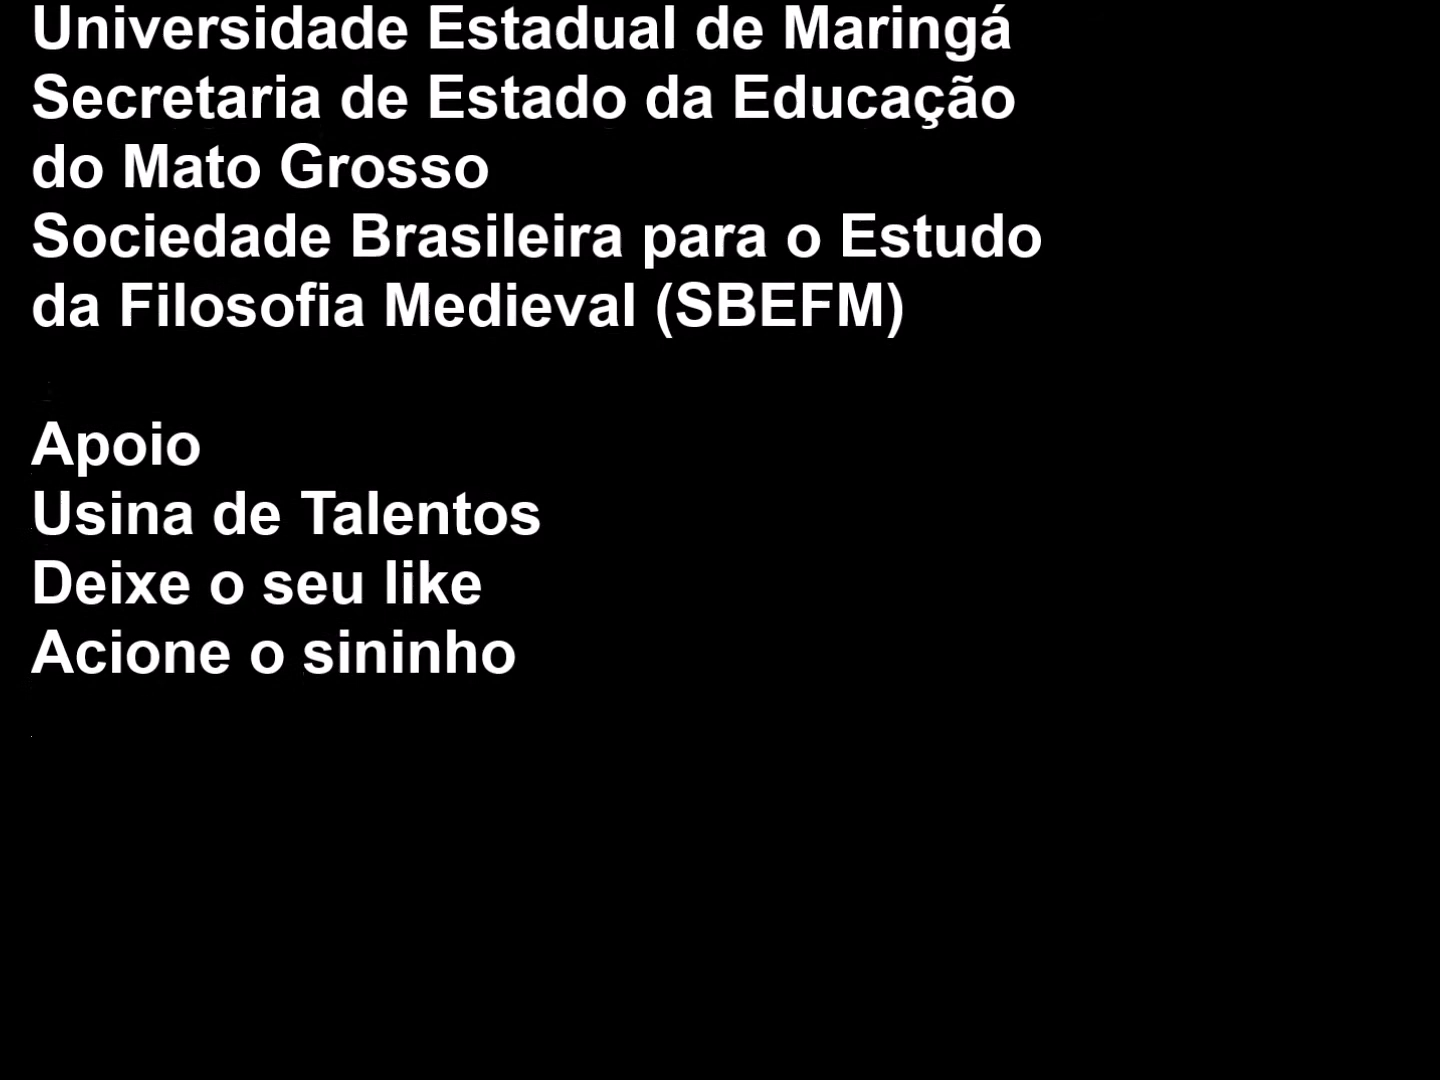 Universidade Estadual de Maringá
Secretaria de Estado da Educação
do Mato Grosso
Sociedade Brasileira para o Estudo
da Filosofia Medieval (SBEFM)
Apoio
Usina de Talentos
Deixe o seu like
Acione o sininho